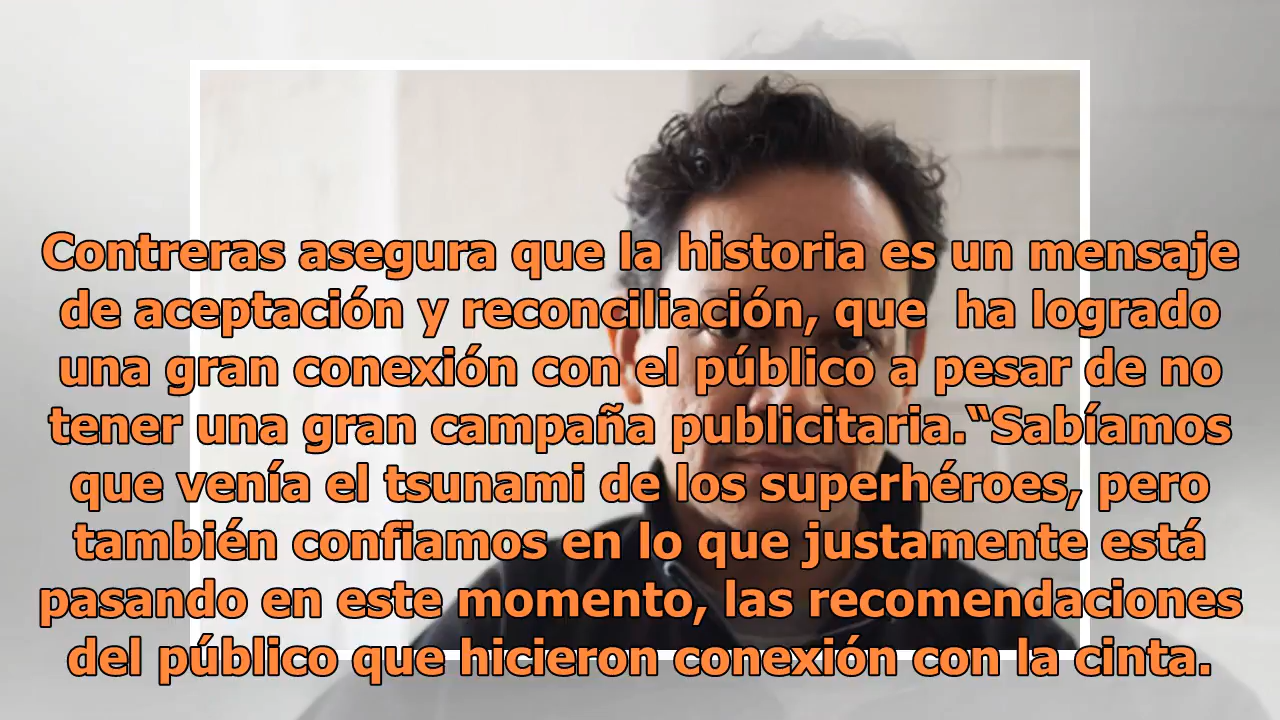 Contreras asegura que la historia es un mensaje
de aceptación y reconciliación, que  ha logrado
una gran conexión con el público a pesar de no
tener una gran campaña publicitaria.“Sabíamos
que venía el tsunami de los superhéroes, pero
también confiamos en lo que justamente está
pasando en este momento, las recomendaciones
del público que hicieron conexión con la cinta.